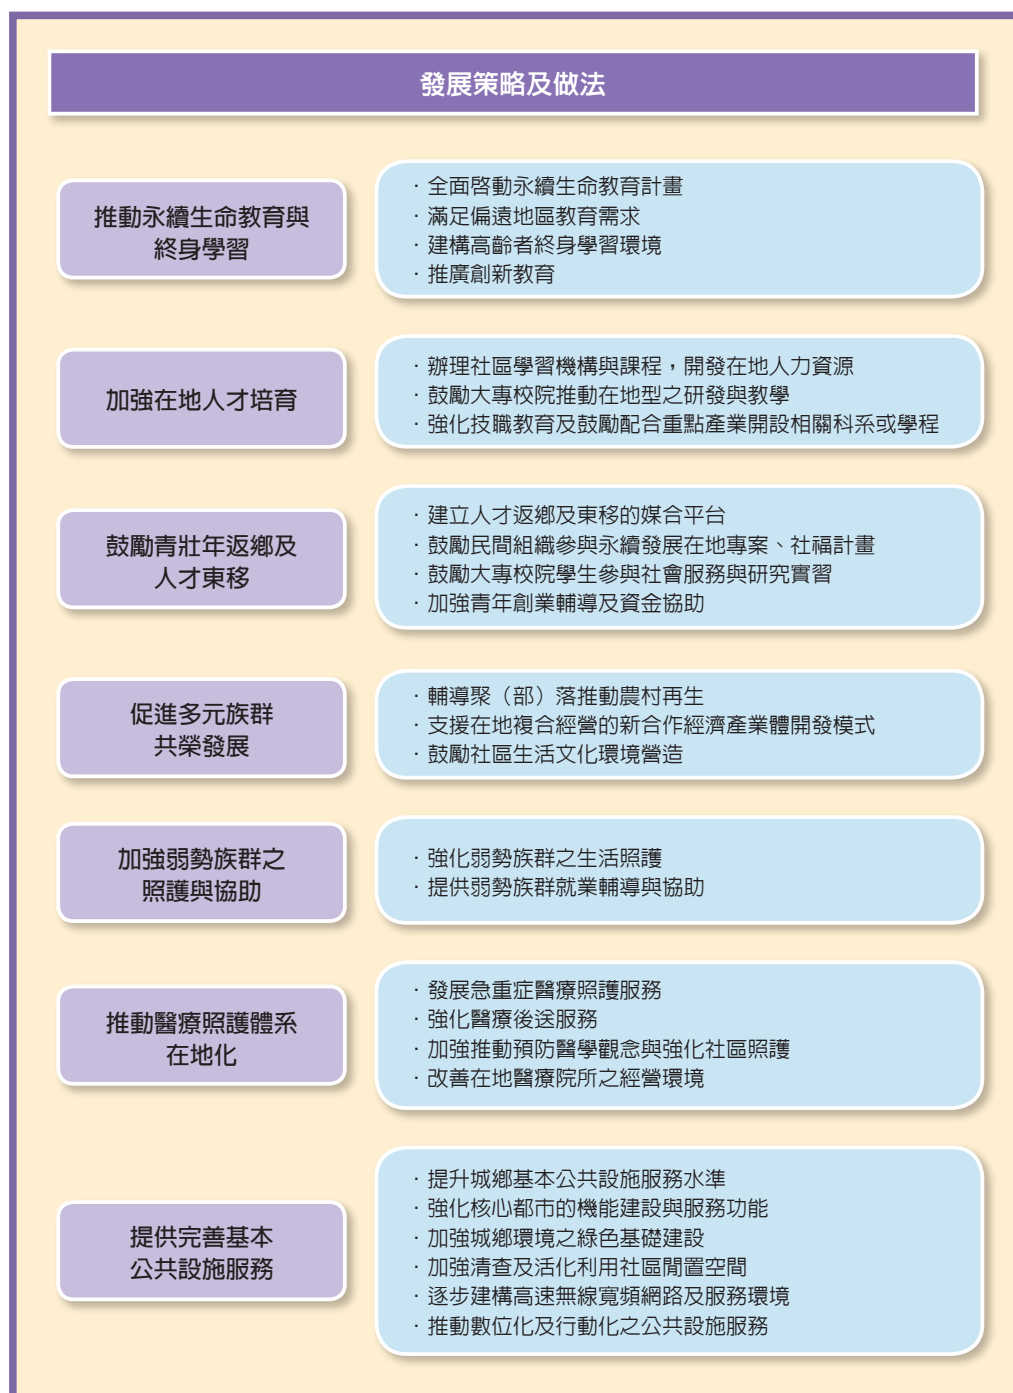 發展策略及做法
推動永續生命教育與
終身學習
·全面啓動永續生命教育計畫
·滿足偏遠地區教育需求
·建構高齡者終身學習環境
·推廣創新教育
加強在地人才培育
·辦理社區學習機構與課程，開發在地人力資源
·鼓勵大專校院推動在地型之研發與教學
·強化技職教育及鼓勵配合重點產業開設相關科系或學程
鼓勵青壯年返鄉及
人才東移
·建立人才返鄉及東移的媒合平台
·鼓勵民間組織參與永續發展在地專案、社福計畫
·鼓勵大專校院學生參與社會服務與研究實習
·加強青年創業輔導及資金協助
促進多元族群
共榮發展
·輔導聚（部）落推動農村再生
·支援在地複合經營的新合作經濟產業體開發模式
·鼓勵社區生活文化環境營造
加強弱勢族群之
照護與協助
·強化弱勢族群之生活照護
·提供弱勢族群就業輔導與協助
推動醫療照護體系
在地化
·發展急重症醫療照護服務
·強化醫療後送服務
·加強推動預防醫學觀念與強化社區照護
·改善在地醫療院所之經營環境
提供完善基本
公共設施服務
·提升城鄉基本公共設施服務水準
·強化核心都市的機能建設與服務功能
·加強城鄉環境之綠色基礎建設
·加強清查及活化利用社區閒置空間
·逐步建構高速無線寬頻網路及服務環境
·推動數位化及行動化之公共設施服務